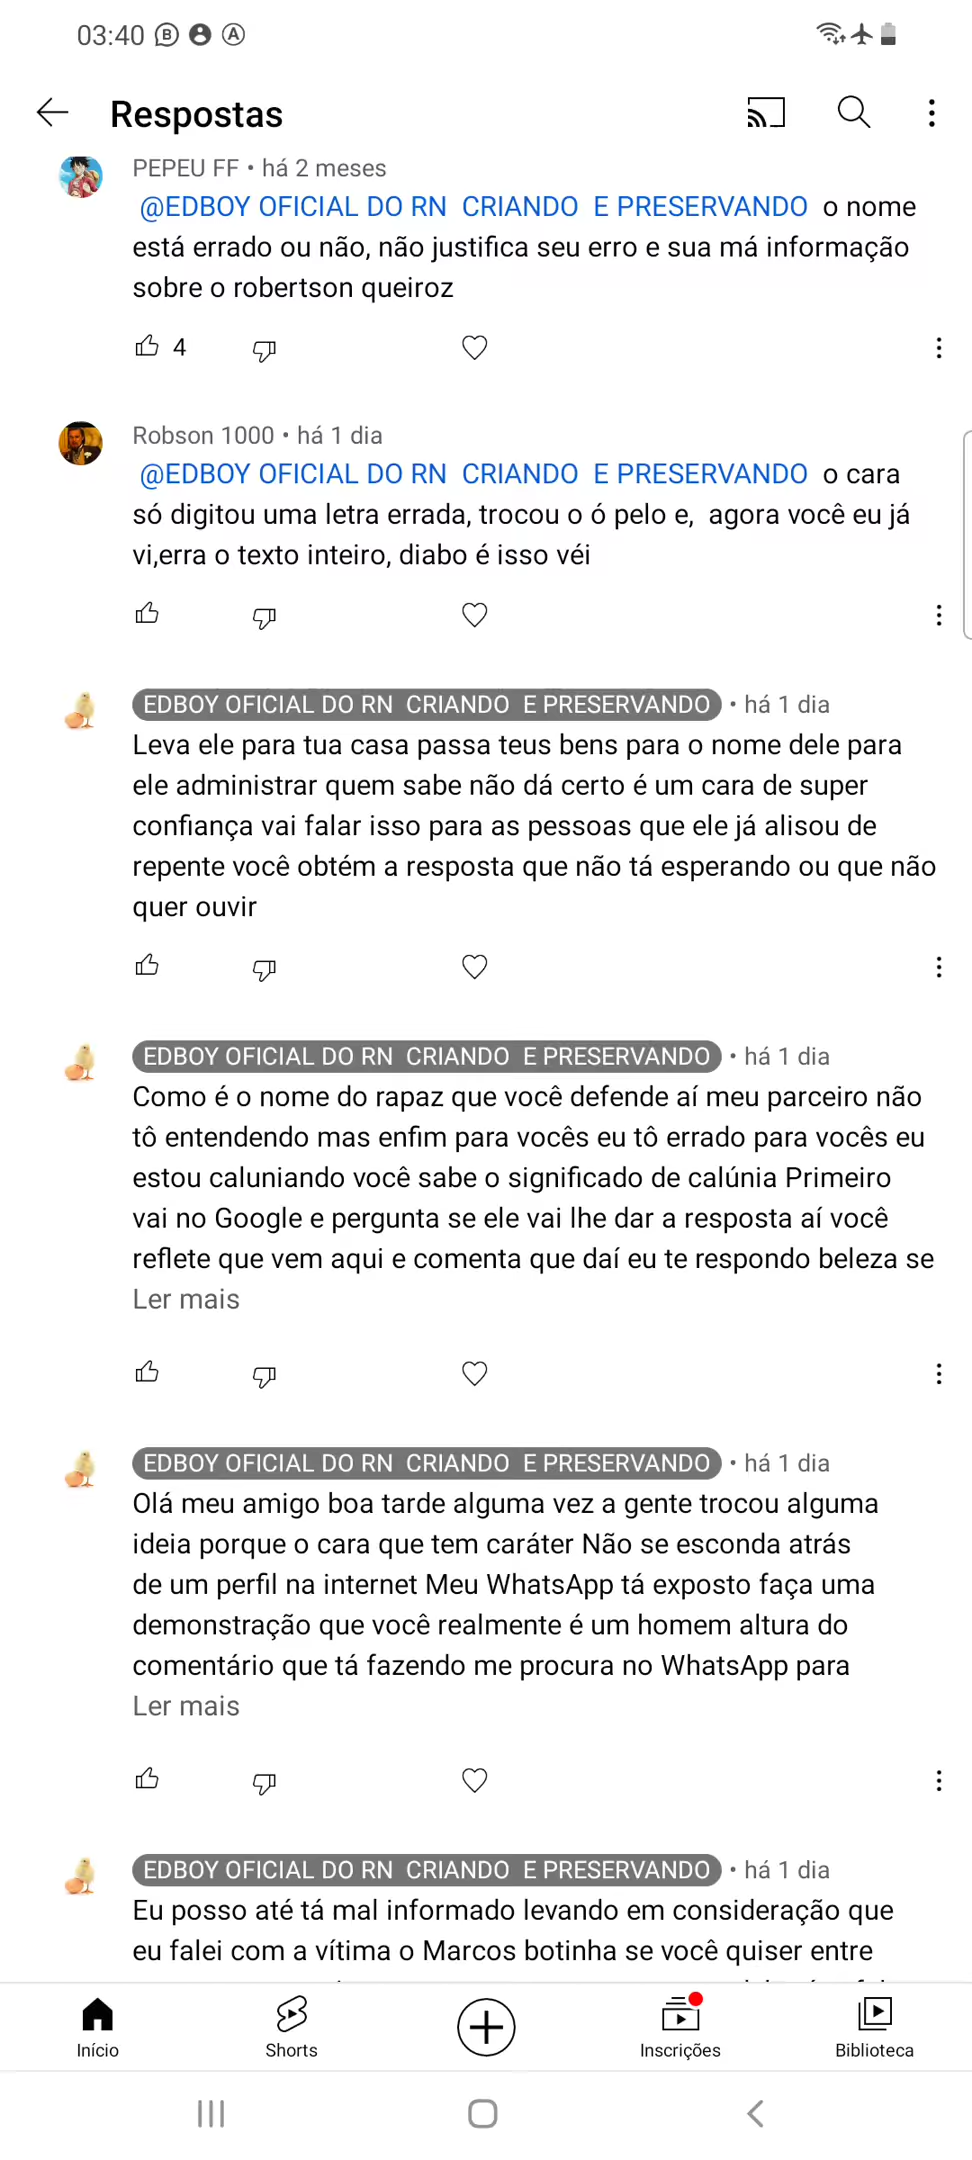 03:40
Respostas
PEPEU FF • há 2 meses
@EDBOY OFICIAL DO RN CRIANDO E PRESERVANDO o nome
está errado ou não, não justifica seu erro e sua má informação
sobre o robertson queiroz
4
Robson 1000 • há 1 dia
@EDBOY OFICIAL DO RN CRIANDO E PRESERVANDO o cara
só digitou uma letra errada, trocou o ó pelo e, agora você eu já
vi,erra o texto inteiro, diabo é isso véi
EDBOY OFICIAL DO RN CRIANDO E PRESERVANDO • há 1 dia
Leva ele para tua casa passa teus bens para o nome dele para
ele administrar quem sabe não dá certo é um cara de super
confiança vai falar isso para as pessoas que ele já alisou de
repente você obtém a resposta que não tá esperando ou que não
quer ouvir
EDBOY OFICIAL DO RN CRIANDO E PRESERVANDO • há 1 dia
Como é o nome do rapaz que você defende aí meu parceiro não
tô entendendo mas enfim para vocês eu tô errado para vocês eu
estou caluniando você sabe o significado de calúnia Primeiro
vai no Google e pergunta se ele vai lhe dar a resposta aí você
reflete que vem aqui e comenta que daí eu te respondo beleza se
Ler mais
EDBOY OFICIAL DO RN CRIANDO E PRESERVANDO • há 1 dia
Olá meu amigo boa tarde alguma vez a gente trocou alguma
ideia porque o cara que tem caráter Não se esconda atrás
de um perfil na internet Meu WhatsApp tá exposto faça uma
demonstração que você realmente é um homem altura do
comentário que tá fazendo me procura no WhatsApp para
Ler mais
EDBOY OFICIAL DO RN CRIANDO E PRESERVANDO • há 1 dia
Eu posso até tá mal informado levando em consideração que
eu falei com a vítima o Marcos botinha se você quiser entre
Início
Shorts
Inscrições
Biblioteca